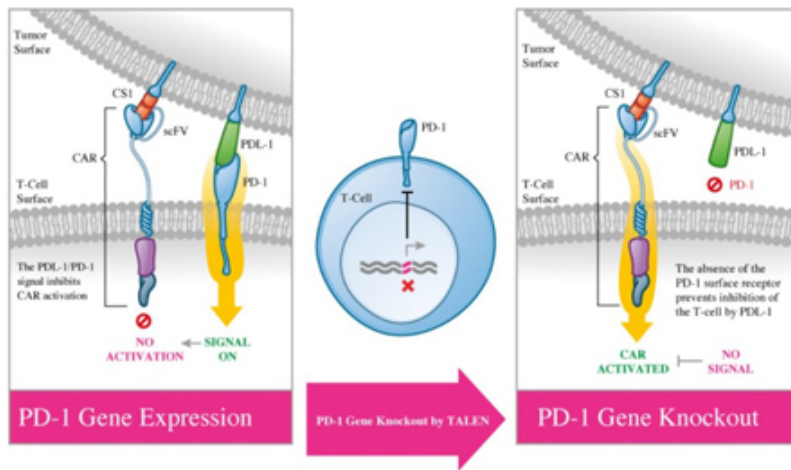 Tumor
Surface
CS1
scFV
CAR
PDL-1
PD-1
T-Cell
Surface
The PDL-1/PD-1
signal inhibits
CAR activation
NO
ACTIVATION
SIGNAL
ON
PD-1 Gene Expression
PD-1
T-Cell
PD-1 Gene Knockout by TALEN
Tumor
Surface
CS1
scFV
CAR
PDL-1
PD-1
T-Cell
Surface
The absence of the
PD-1 surface receptor
prevents inhibition
of the T-cell by PDL-1
CAR
ACTIVATED
NO
SIGNAL
PD-1 Gene Knockout